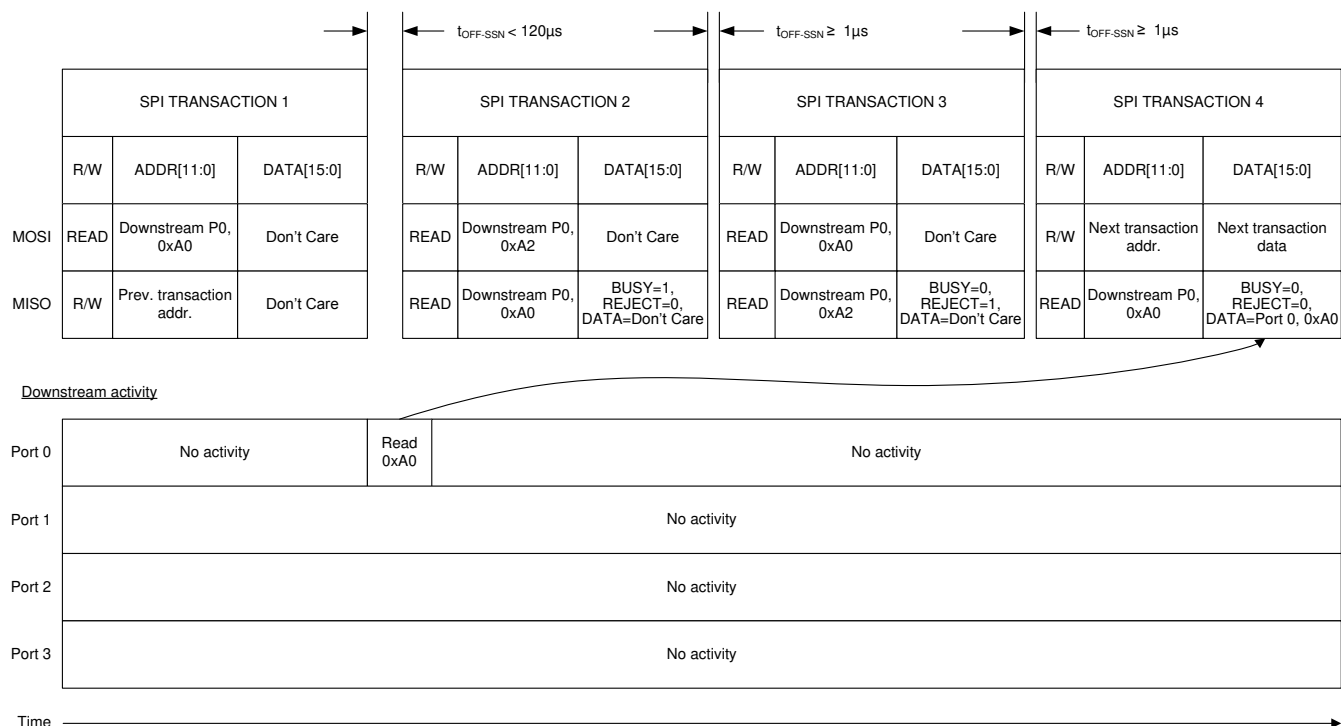 tOFF-SSN < 120µs
tOFF-SSN ≥ 1µs
tOFF-SSN ≥ 1µs
SPI TRANSACTION 1
SPI TRANSACTION 2
SPI TRANSACTION 3
SPI TRANSACTION 4
R/W
ADDR[11:0]
DATA[15:0]
R/W
ADDR[11:0]
DATA[15:0]
R/W
ADDR[11:0]
DATA[15:0]
R/W
ADDR[11:0]
DATA[15:0]
MOSI
READ
Downstream P0,
0xA0
Don't Care
READ
Downstream P0,
0xA2
Don't Care
READ
Downstream P0,
0xA0
Don't Care
R/W
Next transaction
addr.
Next transaction
data
MISO
R/W
Prev. transaction
addr.
Don't Care
READ
Downstream P0,
0xA0
BUSY=1,
REJECT=0,
DATA=Don't Care
READ
Downstream P0,
0xA2
BUSY=0,
REJECT=1,
DATA=Don't Care
READ
Downstream P0,
0xA0
BUSY=0,
REJECT=0,
DATA=Port 0, 0xA0
Downstream activity
Port 0
No activity
Read
0xA0
No activity
Port 1
No activity
Port 2
No activity
Port 3
No activity
Time